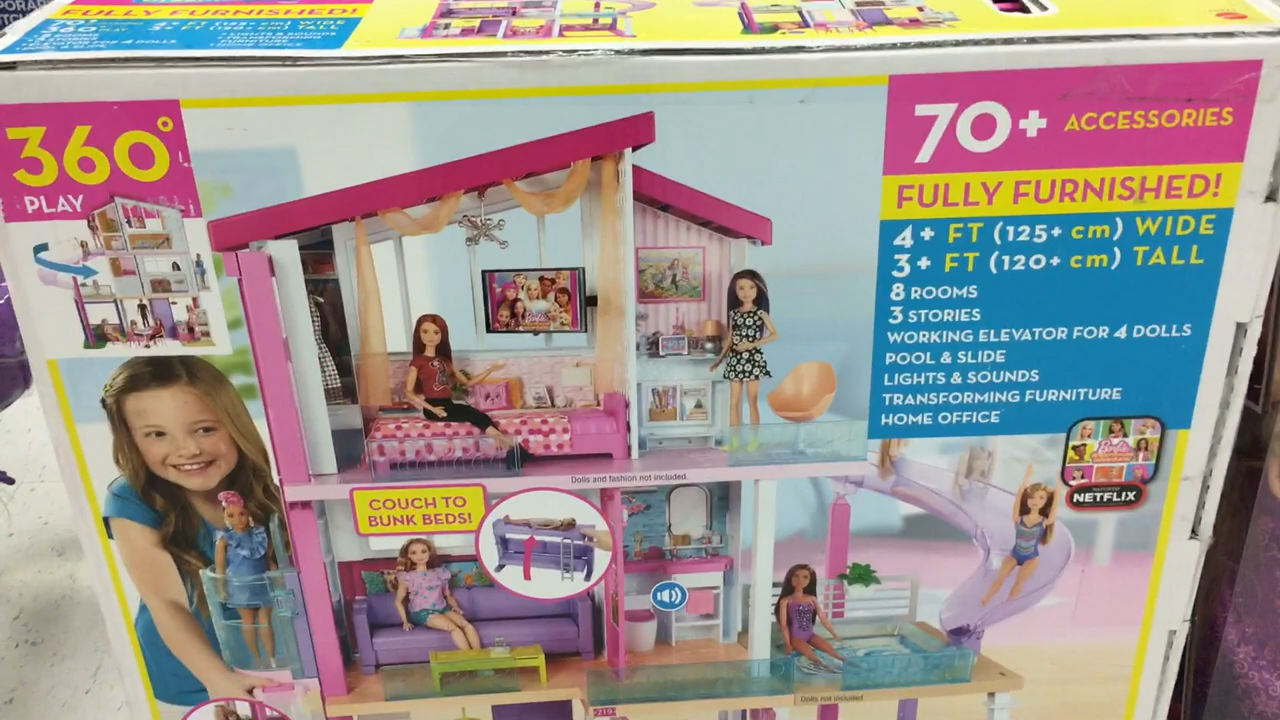 FULLY FURNISHED!
360°
PLAY
70+ ACCESSORIES
FULLY FURNISHED!
4+ FT (125+ cm) WIDE
3+ FT (120+ cm) TALL
8 ROOMS
3 STORIES
WORKING ELEVATOR FOR 4 DOLLS
POOL & SLIDE
LIGHTS & SOUNDS
TRANSFORMING FURNITURE
HOME OFFICE
Barbie
NETFLIX
Barbie
Dolls and fashion not included.
COUCH TO
BUNK BEDS!
Dolls not included